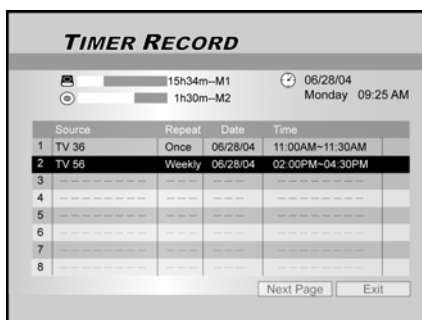 TIMER RECORD
15h34m--M1
06/28/04
1h30m--M2
Monday 09:25 AM
Source Repeat Date Time
1 TV 36 Once 06/28/04 11:00AM~11:30AM
2 TV 56 Weekly 06/28/04 02:00PM~04:30PM
3
4
5
6
7
8
Next Page Exit